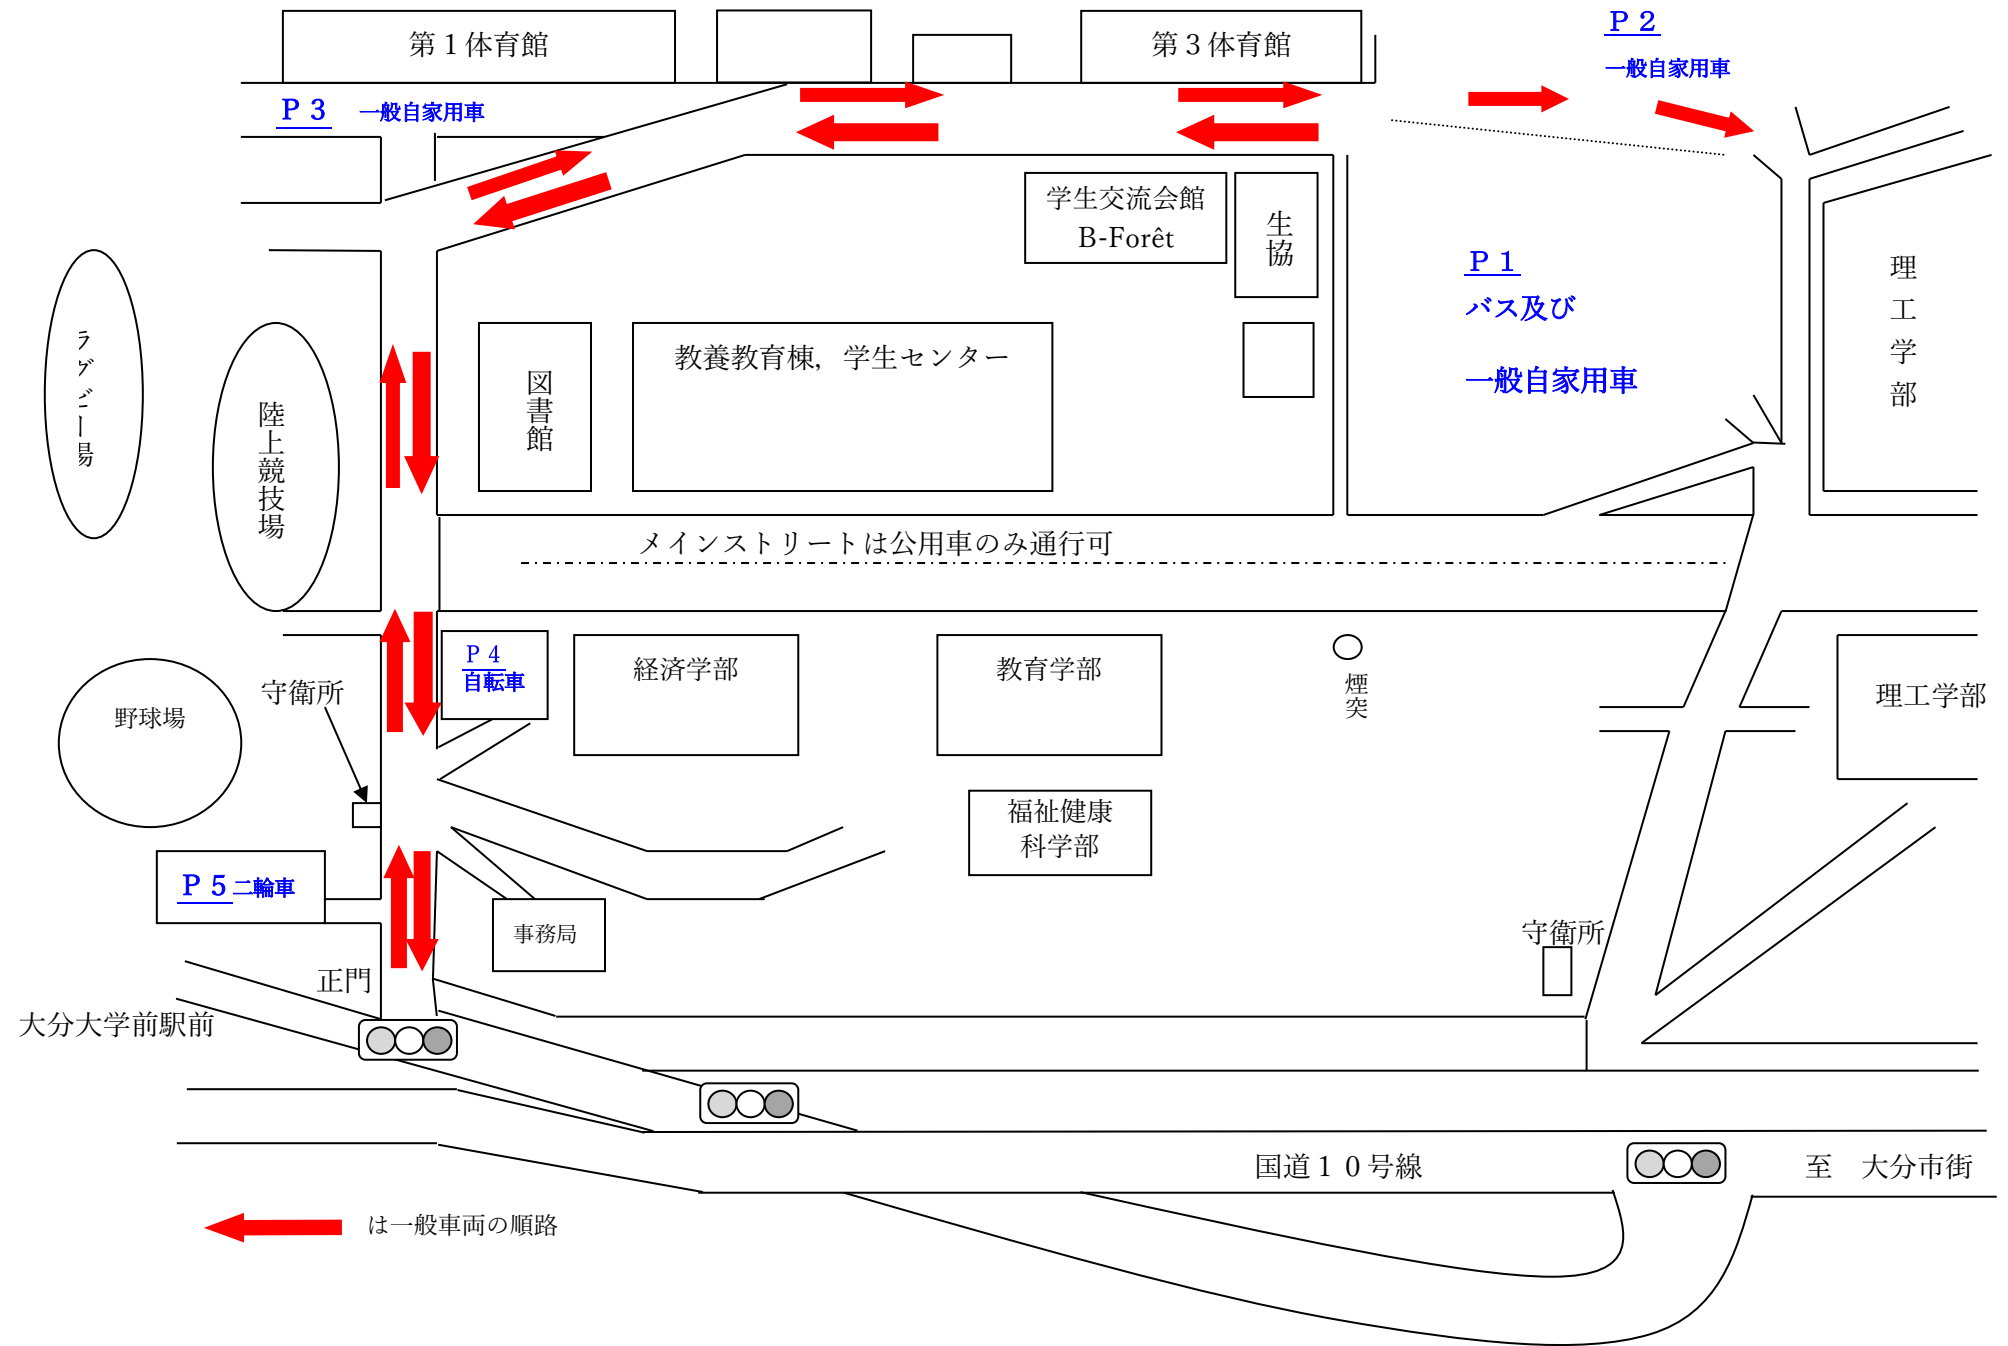 第１体育館
第３体育館
Ｐ２
一般自家用車
Ｐ３　一般自家用車
学生交流会館
B-Forêt
生協
Ｐ１
バス及び
一般自家用車
理工学部
ラグビー場
陸上競技場
図書館
教養教育棟，学生センター
メインストリートは公用車のみ通行可
Ｐ４
自転車
経済学部
教育学部
煙突
理工学部
守衛所
野球場
福祉健康
科学部
Ｐ５二輪車
事務局
守衛所
正門
大分大学前駅前
国道１０号線
至　大分市街
は一般車両の順路